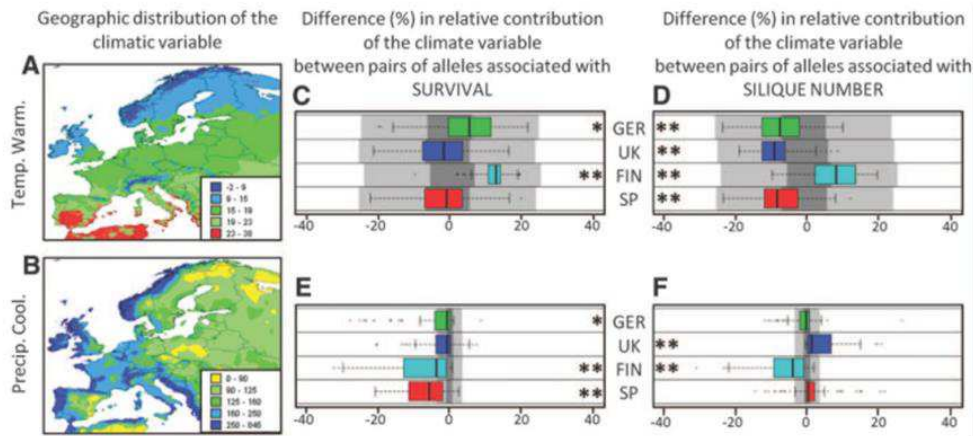 Geographic distribution of the
climatic variable
Difference (%) in relative contribution
of the climate variable
between pairs of alleles associated with
SURVIVAL
Difference (%) in relative contribution
of the climate variable
between pairs of alleles associated with
SILIQUE NUMBER
A
Temp. Warm.
-2 - 9
9 - 15
15 - 19
19 - 23
23 - 38
C
*
**
-40 -20 0 20 40
GER
UK
FIN
SP
D
**
**
**
**
-40 -20 0 20 40
B
Precip. Cool.
0 - 90
90 - 125
125 - 160
160 - 250
E
*
**
**
-40 -20 0 20 40
GER
UK
FIN
SP
F
**
**
-40 -20 0 20 40